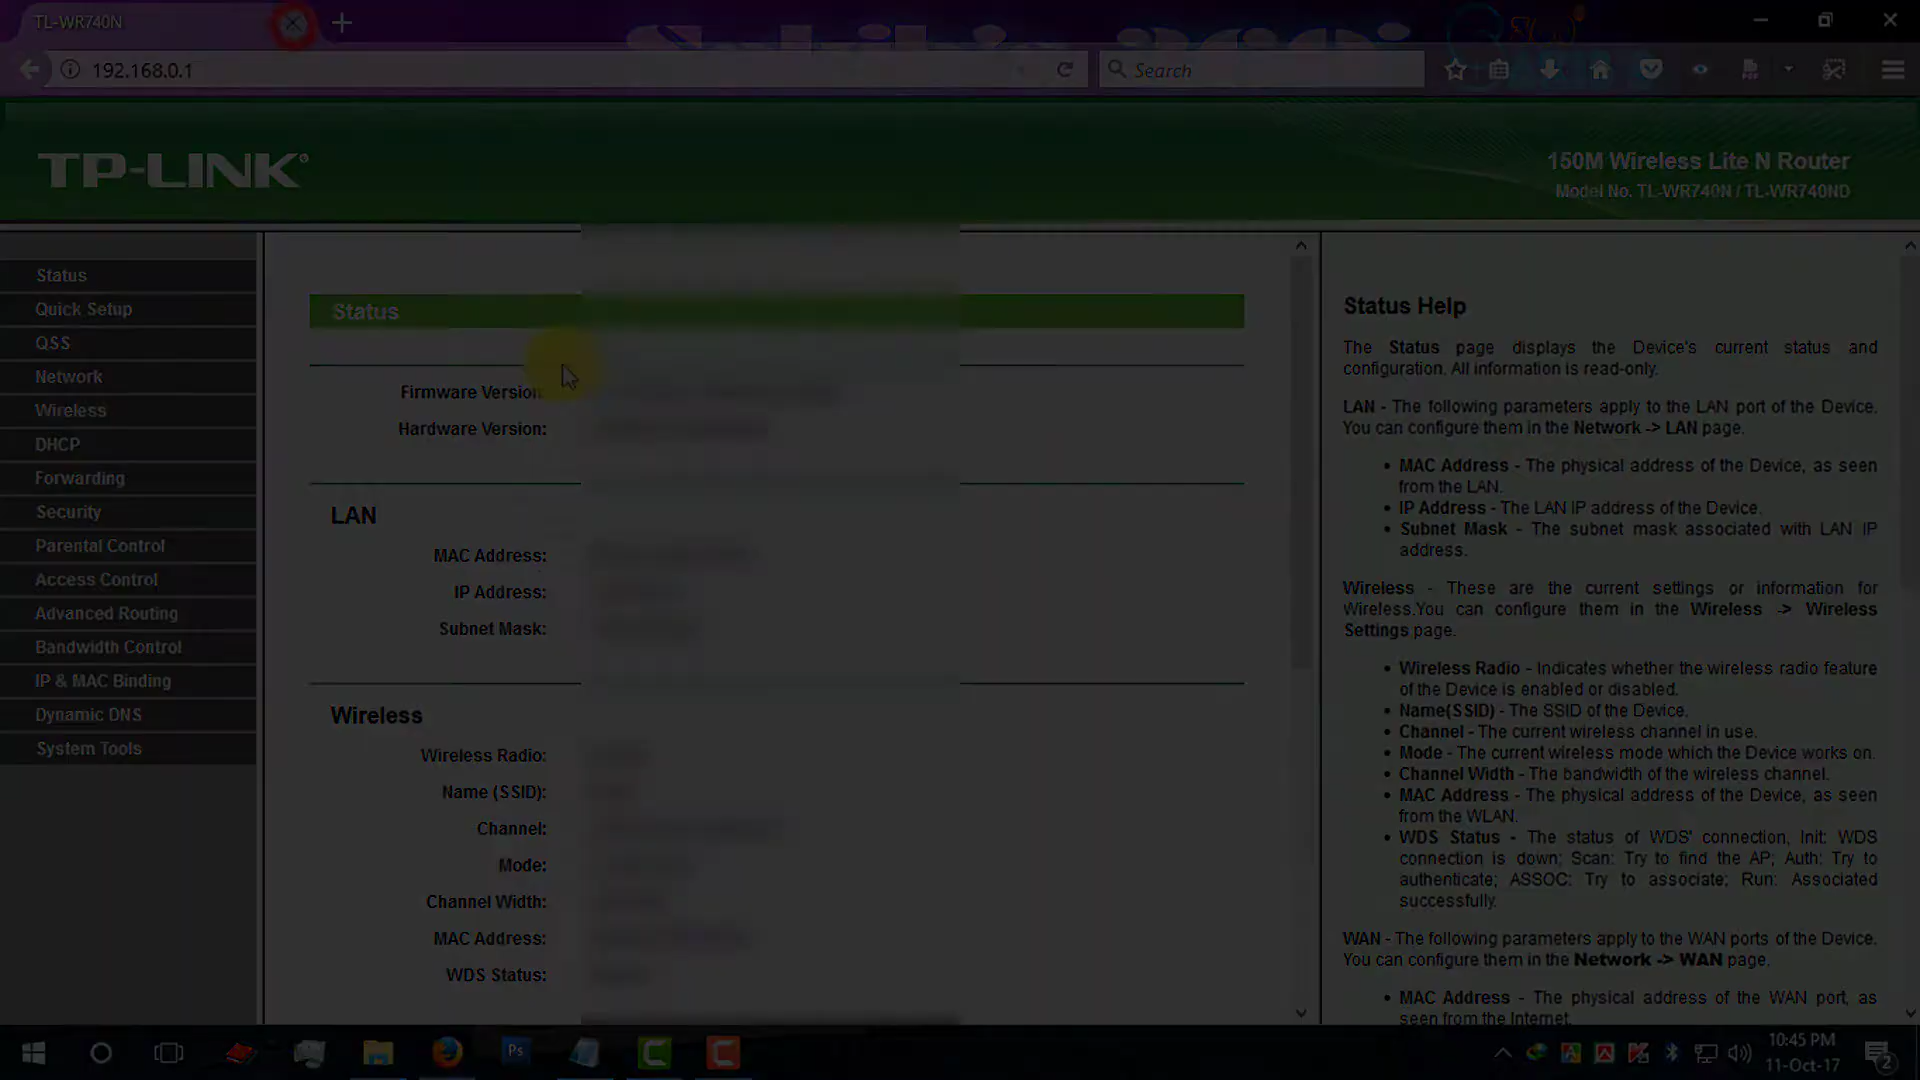 TL-WR740N
192.168.0.1
Search
TP-LINK
150M Wireless Lite N Router
Model No. TL-WR740N / TL-WR740ND
Status
Quick Setup
QSS
Network
Wireless
DHCP
Forwarding
Security
Parental Control
Access Control
Advanced Routing
Bandwidth Control
IP & MAC Binding
Dynamic DNS
System Tools
Status
Firmware Version:
Hardware Version:
LAN
MAC Address:
IP Address:
Subnet Mask:
Wireless
Wireless Radio:
Name (SSID):
Channel:
Mode:
Channel Width:
MAC Address:
WDS Status:
Status Help
The Status page displays the Device's current status and
configuration. All information is read-only.
LAN - The following parameters apply to the LAN port of the Device.
You can configure them in the Network -> LAN page.
• MAC Address - The physical address of the Device, as seen
from the LAN.
• IP Address - The LAN IP address of the Device.
• Subnet Mask - The subnet mask associated with LAN IP
address.
Wireless - These are the current settings or information for
Wireless.You can configure them in the Wireless -> Wireless
Settings page.
• Wireless Radio - Indicates whether the wireless radio feature
of the Device is enabled or disabled.
• Name(SSID) - The SSID of the Device.
• Channel - The current wireless channel in use.
• Mode - The current wireless mode which the Device works on.
• Channel Width - The bandwidth of the wireless channel.
• MAC Address - The physical address of the Device, as seen
from the WLAN.
• WDS Status - The status of WDS' connection, Init: WDS
connection is down; Scan: Try to find the AP; Auth: Try to
authenticate; ASSOC: Try to associate; Run: Associated
successfully.
WAN - The following parameters apply to the WAN ports of the Device.
You can configure them in the Network -> WAN page.
• MAC Address - The physical address of the WAN port, as
seen from the Internet.
Ps
10:45 PM
11-Oct-17
2